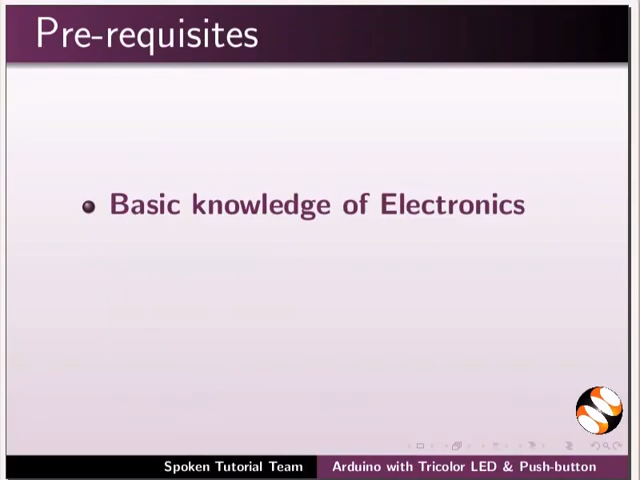 Pre-requisites
Basic knowledge of Electronics
Spoken Tutorial Team
Arduino with Tricolor LED & Push-button